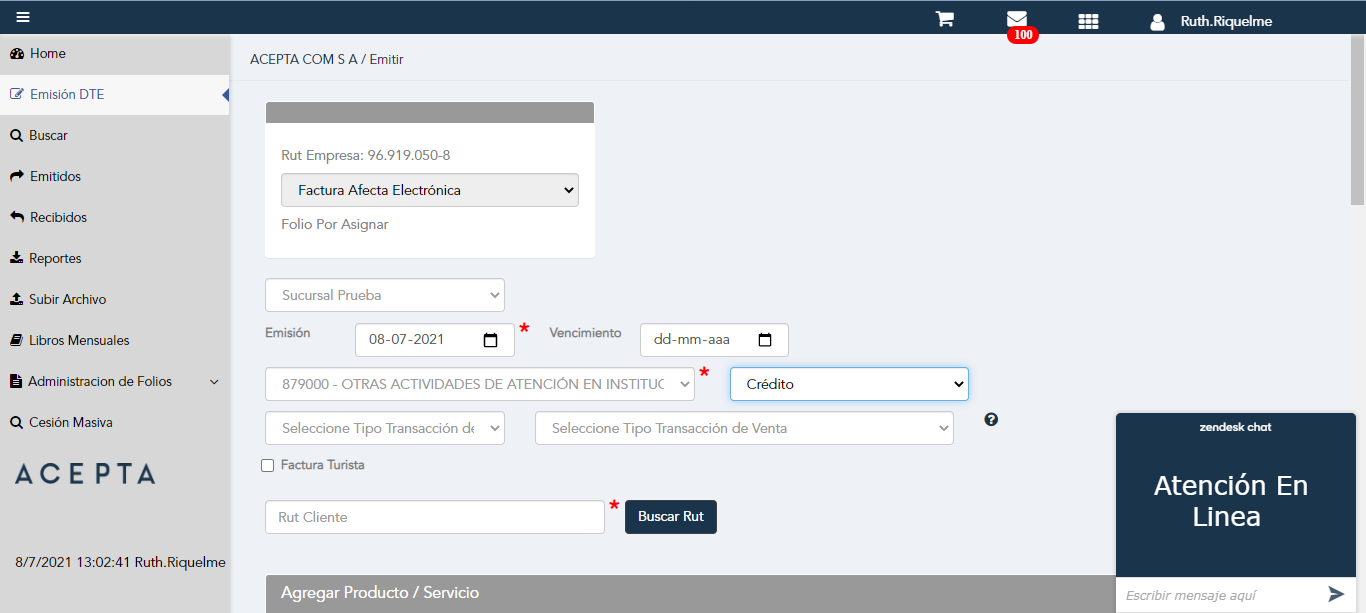 Ruth.Riquelme
100
Home
Emisión DTE
Buscar
Emitidos
Recibidos
Reportes
Subir Archivo
Libros Mensuales
Administracion de Folios
Cesión Masiva
ACEPTA
8/7/2021 13:02:41 Ruth.Riquelme
ACEPTA COM S A / Emitir
Rut Empresa: 96.919.050-8
Factura Afecta Electrónica
Folio Por Asignar
Sucursal Prueba
Emisión 08-07-2021 * Vencimiento dd-mm-aaa
879000 - OTRAS ACTIVIDADES DE ATENCIÓN EN INSTITUC * Crédito
Seleccione Tipo Transacción de Seleccione Tipo Transacción de Venta ?
Factura Turista
Rut Cliente * Buscar Rut
Agregar Producto / Servicio
zendesk chat
Atención En
Linea
Escribir mensaje aquí